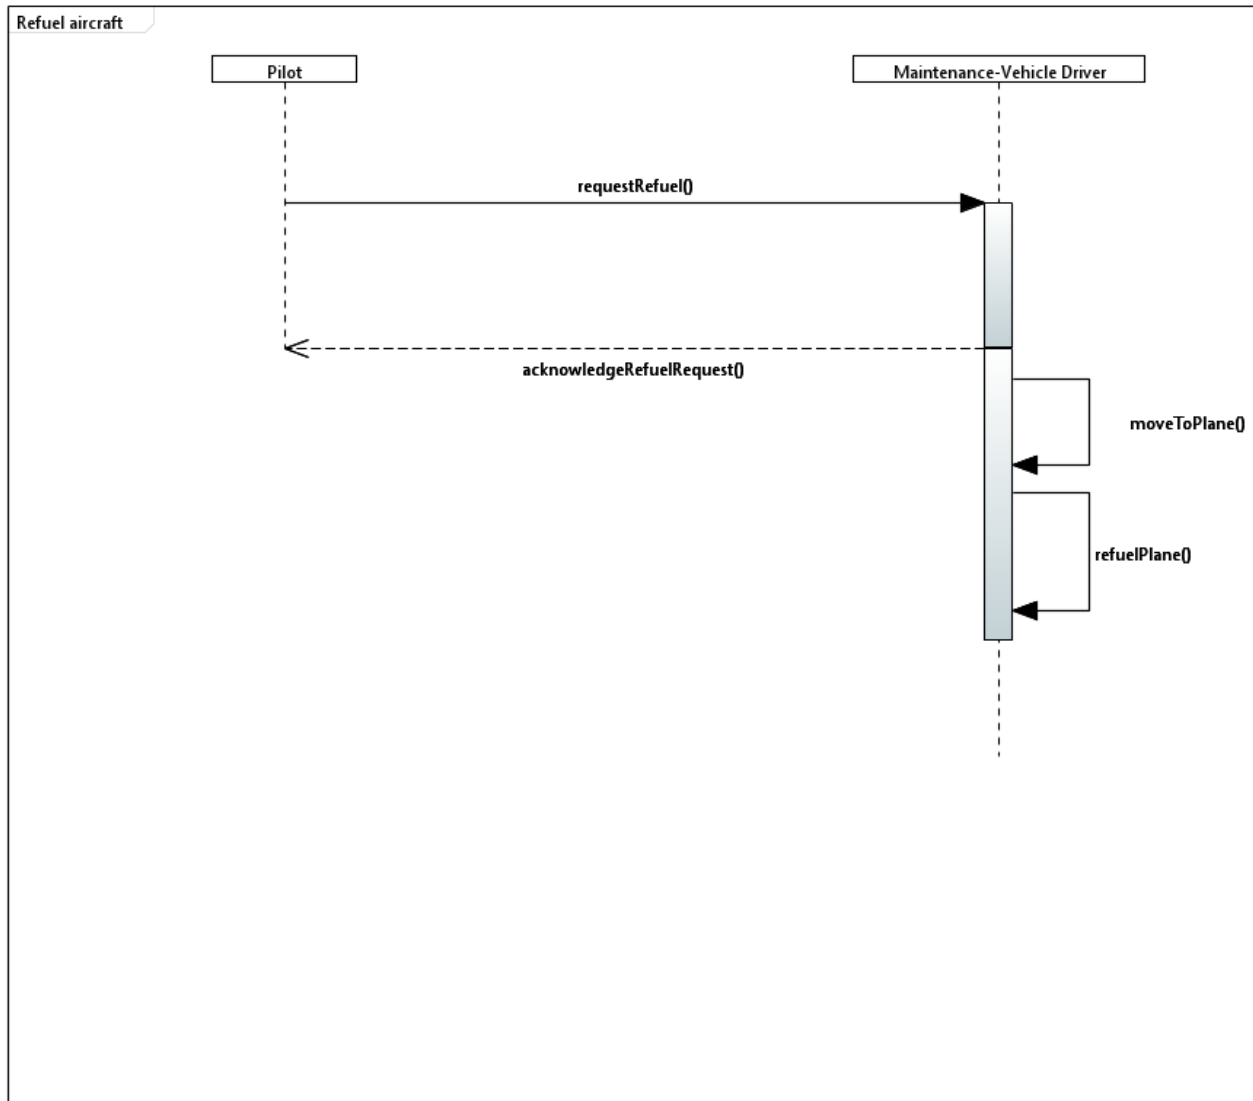 Refuel aircraft
Pilot
Maintenance-Vehicle Driver
requestRefuel()
acknowledgeRefuelRequest()
moveToPlane()
refuelPlane()